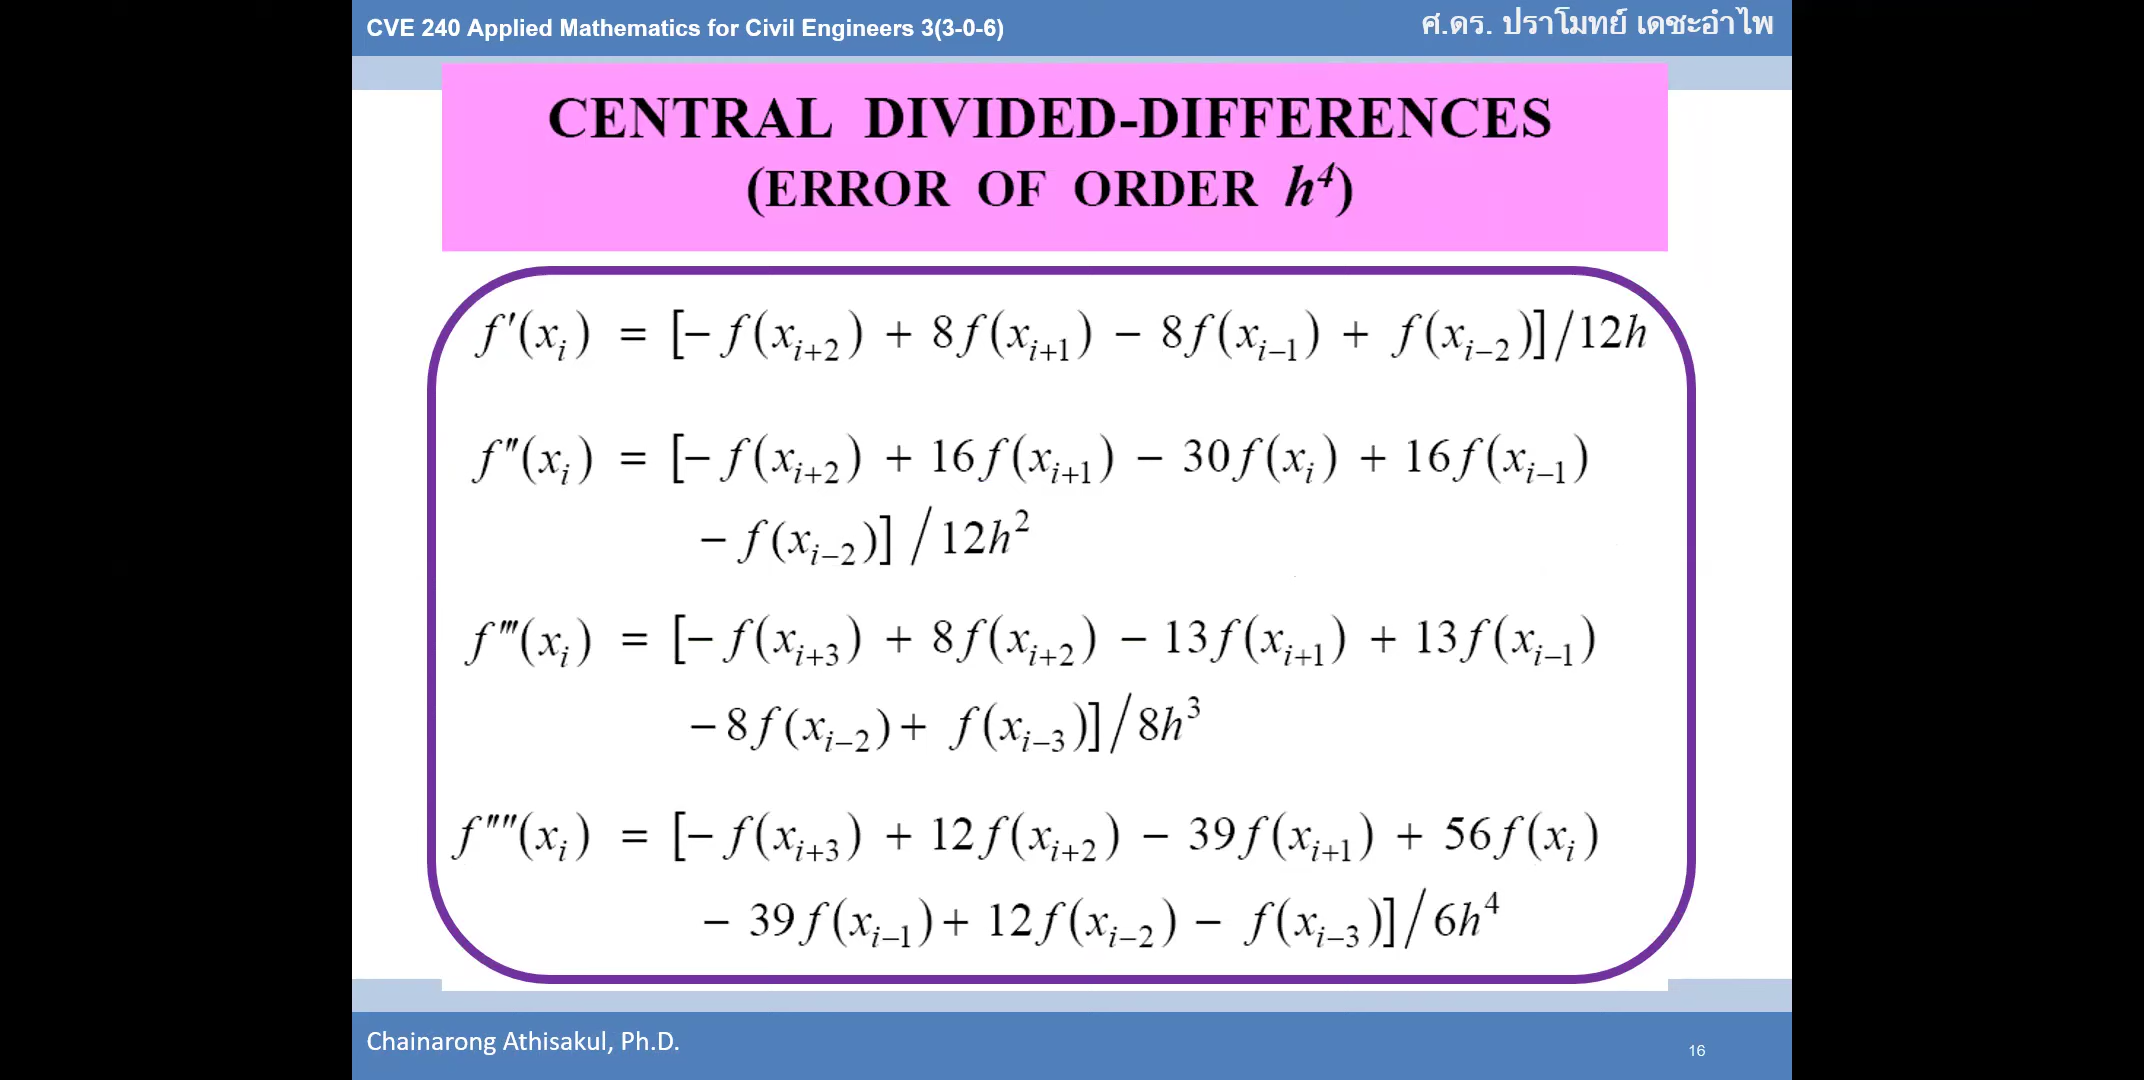 CVE 240 Applied Mathematics for Civil Engineers 3(3-0-6)
ศ.ดร. ปราโมทย์ เดชะอำไพ
CENTRAL DIVIDED-DIFFERENCES
(ERROR OF ORDER h⁴)
f′(xᵢ) = [− f(xᵢ₊₂) + 8f(xᵢ₊₁) − 8f(xᵢ₋₁) + f(xᵢ₋₂)]/12h
f″(xᵢ) = [− f(xᵢ₊₂) + 16f(xᵢ₊₁) − 30f(xᵢ) + 16f(xᵢ₋₁)
− f(xᵢ₋₂)] /12h²
f‴(xᵢ) = [− f(xᵢ₊₃) + 8f(xᵢ₊₂) − 13f(xᵢ₊₁) + 13f(xᵢ₋₁)
− 8f(xᵢ₋₂) + f(xᵢ₋₃)]/8h³
f⁗(xᵢ) = [− f(xᵢ₊₃) + 12f(xᵢ₊₂) − 39f(xᵢ₊₁) + 56f(xᵢ)
− 39f(xᵢ₋₁) + 12f(xᵢ₋₂) − f(xᵢ₋₃)]/6h⁴
Chainarong Athisakul, Ph.D.
16